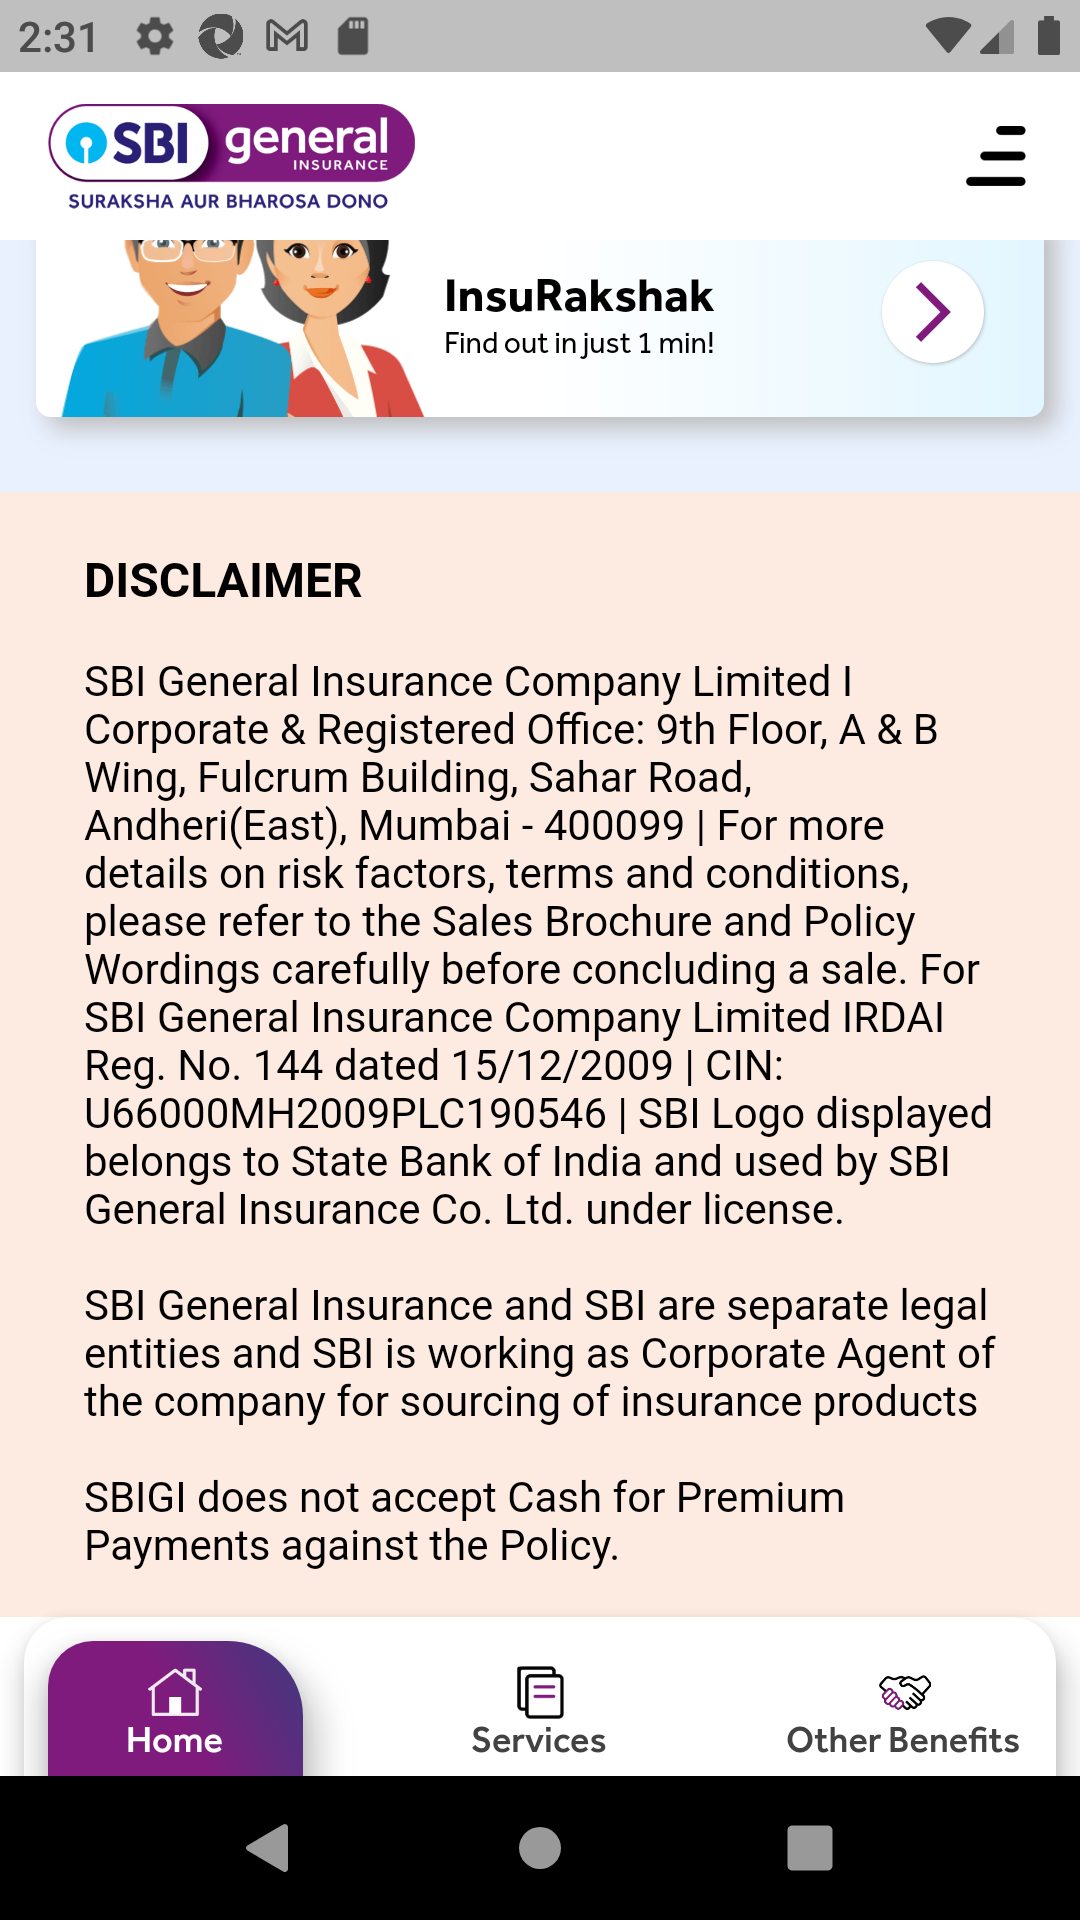 2:31
SBI general
INSURANCE
SURAKSHA AUR BHAROSA DONO
InsuRakshak
Find out in just 1 min!
DISCLAIMER
SBI General Insurance Company Limited I
Corporate & Registered Office: 9th Floor, A & B
Wing, Fulcrum Building, Sahar Road,
Andheri(East), Mumbai - 400099 | For more
details on risk factors, terms and conditions,
please refer to the Sales Brochure and Policy
Wordings carefully before concluding a sale. For
SBI General Insurance Company Limited IRDAI
Reg. No. 144 dated 15/12/2009 | CIN:
U66000MH2009PLC190546 | SBI Logo displayed
belongs to State Bank of India and used by SBI
General Insurance Co. Ltd. under license.
SBI General Insurance and SBI are separate legal
entities and SBI is working as Corporate Agent of
the company for sourcing of insurance products
SBIGI does not accept Cash for Premium
Payments against the Policy.
Home
Services
Other Benefits